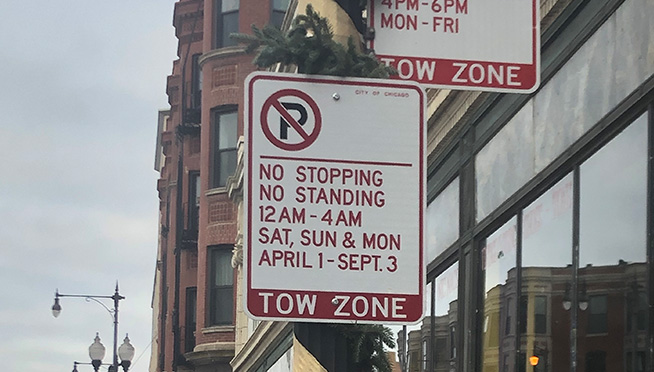 4PM-6PM
MON-FRI
TOW ZONE
CITY OF CHICAGO
P
NO STOPPING
NO STANDING
12AM-4AM
SAT, SUN & MON
APRIL 1-SEPT. 3
TOW ZONE